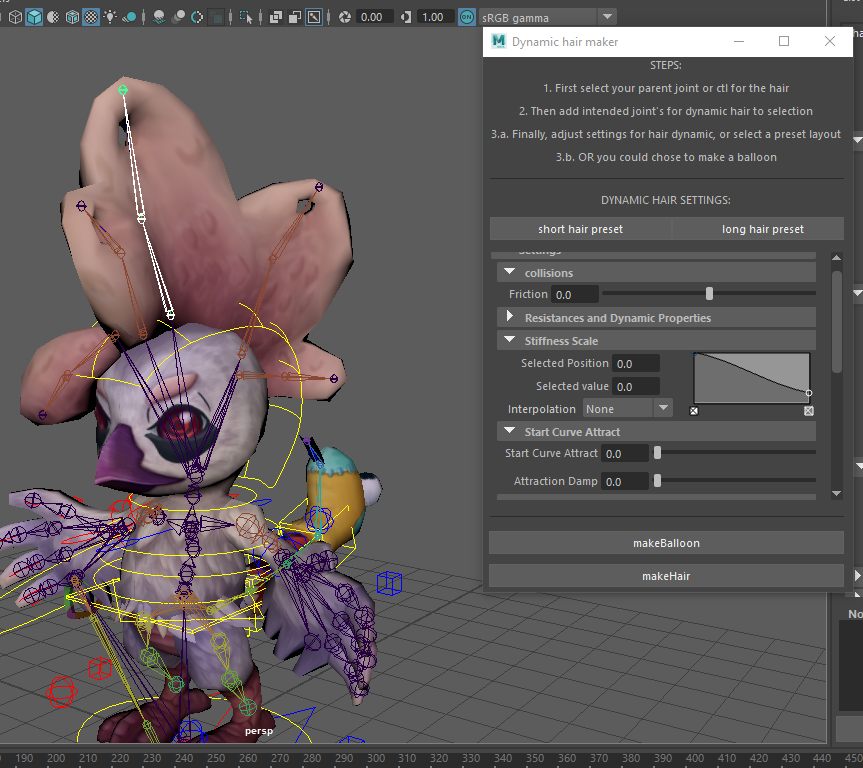 0.00 1.00 ON sRGB gamma
M Dynamic hair maker
STEPS:
1. First select your parent joint or ctl for the hair
2. Then add intended joint's for dynamic hair to selection
3.a. Finally, adjust settings for hair dynamic, or select a preset layout
3.b. OR you could chose to make a balloon
DYNAMIC HAIR SETTINGS:
short hair preset long hair preset
collisions
Friction 0.0
Resistances and Dynamic Properties
Stiffness Scale
Selected Position 0.0
Selected value 0.0
Interpolation None
Start Curve Attract
Start Curve Attract 0.0
Attraction Damp 0.0
makeBalloon
makeHair
No
persp
190 200 210 220 230 240 250 260 270 280 290 300 310 320 330 340 350 360 370 380 390 400 410 420 430 440 450